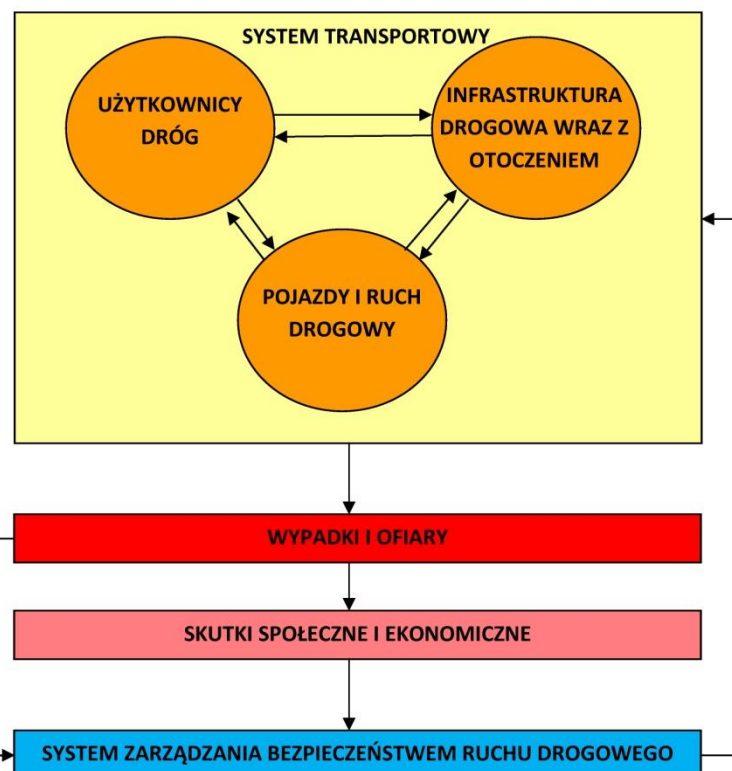 SYSTEM TRANSPORTOWY
UŻYTKOWNICY
DRÓG
INFRASTRUKTURA
DROGOWA WRAZ Z
OTOCZENIEM
POJAZDY I RUCH
DROGOWY
WYPADKI I OFIARY
SKUTKI SPOŁECZNE I EKONOMICZNE
SYSTEM ZARZĄDZANIA BEZPIECZEŃSTWEM RUCHU DROGOWEGO